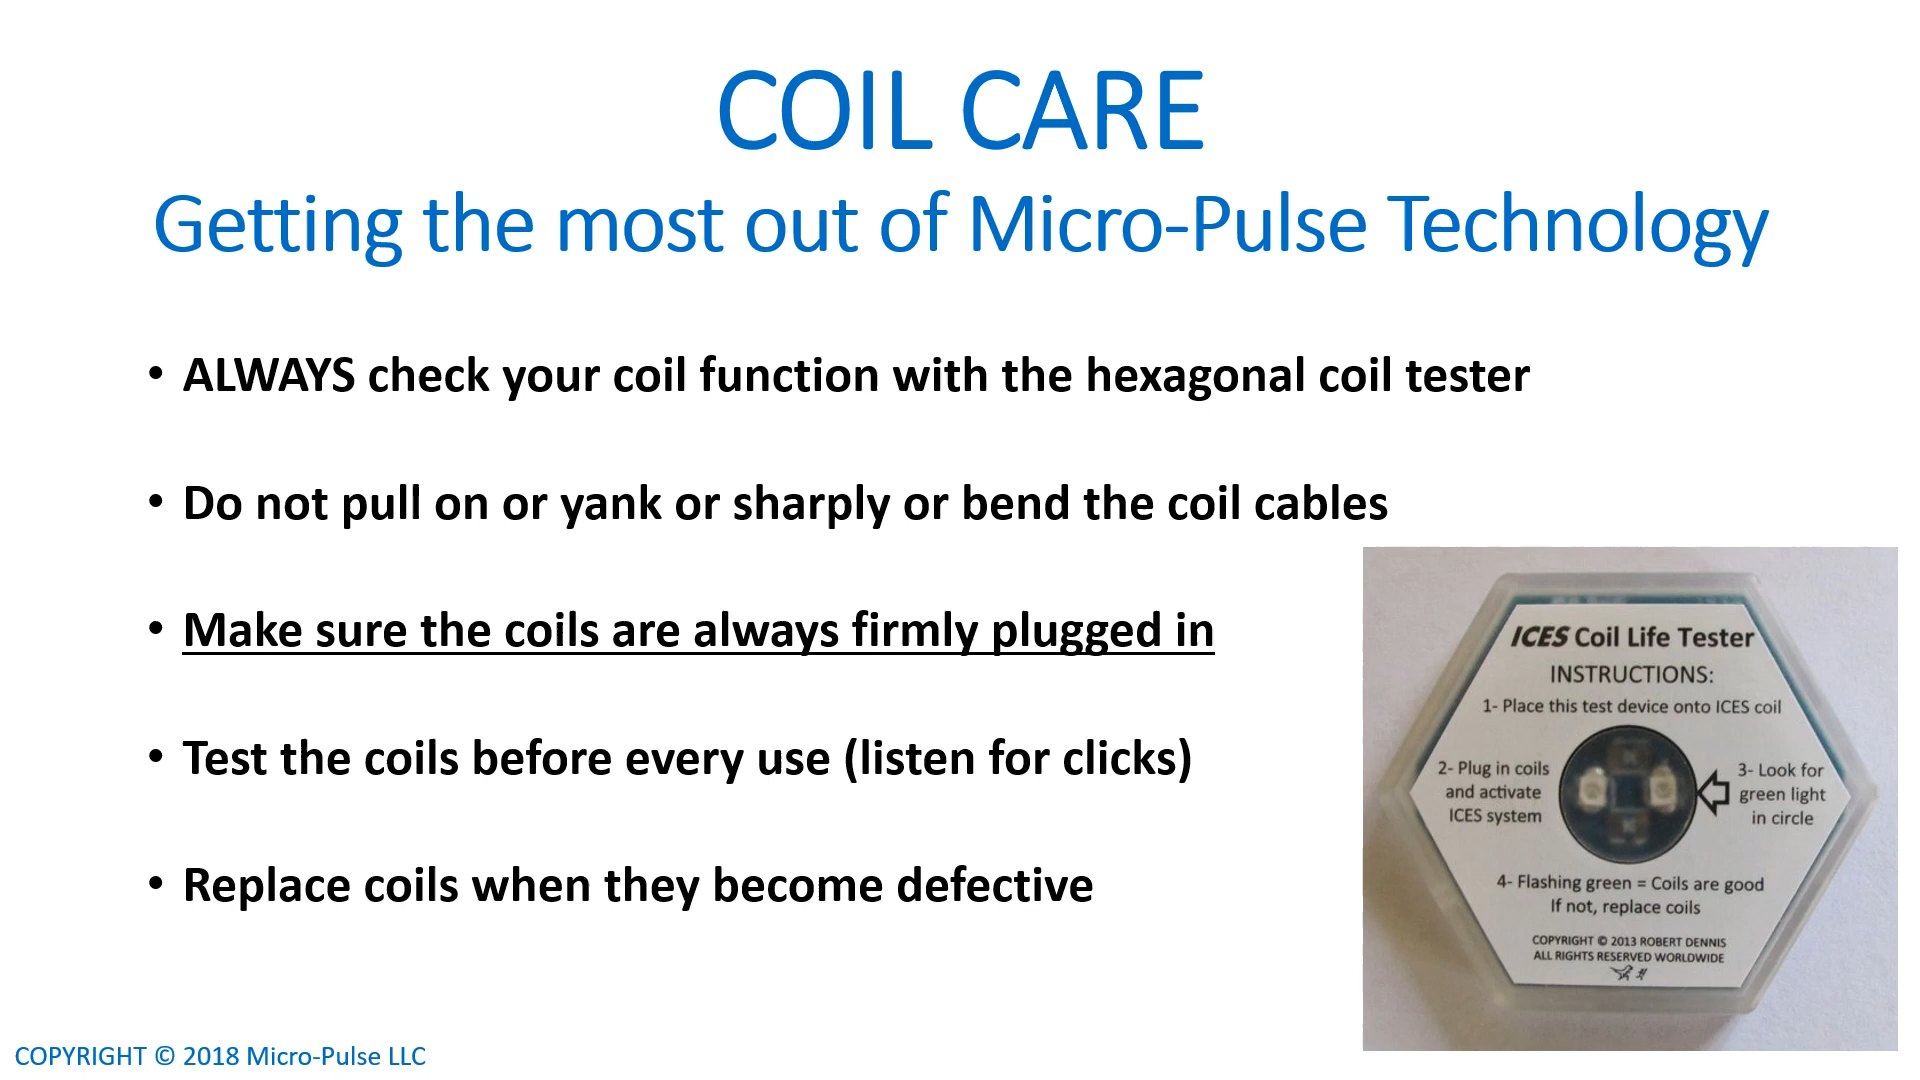 COIL CARE
Getting the most out of Micro-Pulse Technology
• ALWAYS check your coil function with the hexagonal coil tester
• Do not pull on or yank or sharply or bend the coil cables
• Make sure the coils are always firmly plugged in
• Test the coils before every use (listen for clicks)
• Replace coils when they become defective
ICES Coil Life Tester
INSTRUCTIONS:
1- Place this test device onto ICES coil
2- Plug in coils
and activate
ICES system
3- Look for
green light
in circle
4- Flashing green = Coils are good
If not, replace coils
COPYRIGHT © 2013 ROBERT DENNIS
ALL RIGHTS RESERVED WORLDWIDE
COPYRIGHT © 2018 Micro-Pulse LLC